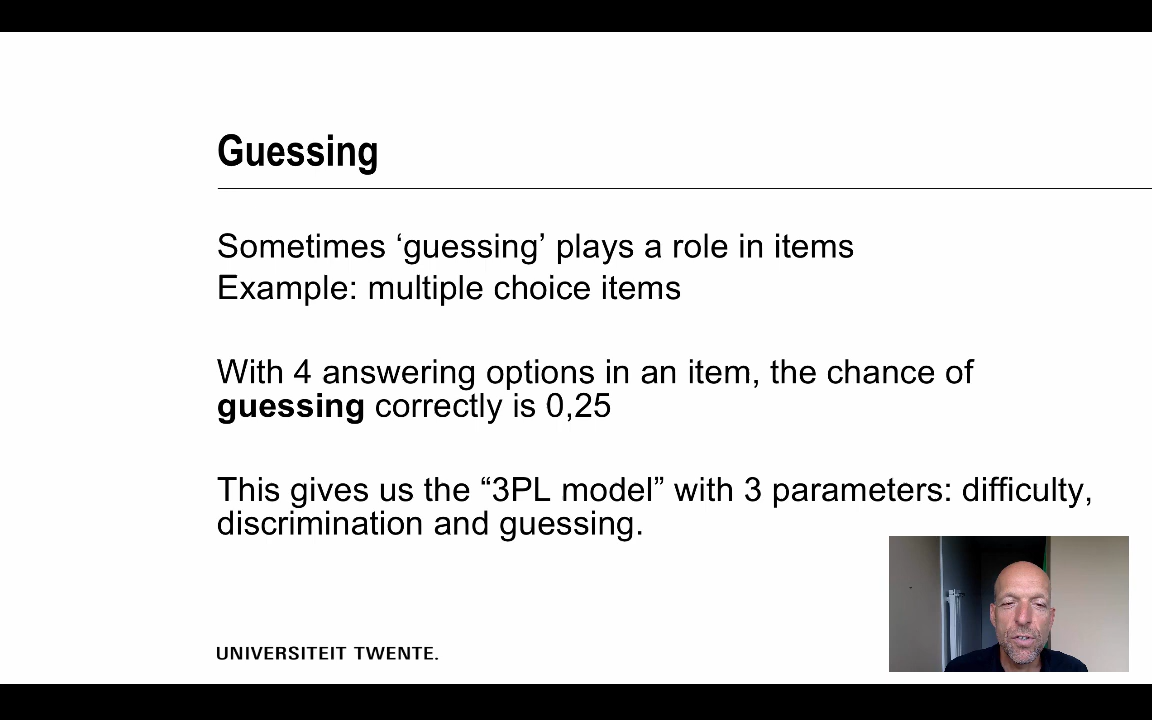 Guessing
Sometimes ‘guessing’ plays a role in items
Example: multiple choice items
With 4 answering options in an item, the chance of
guessing correctly is 0,25
This gives us the “3PL model” with 3 parameters: difficulty,
discrimination and guessing.
UNIVERSITEIT TWENTE.